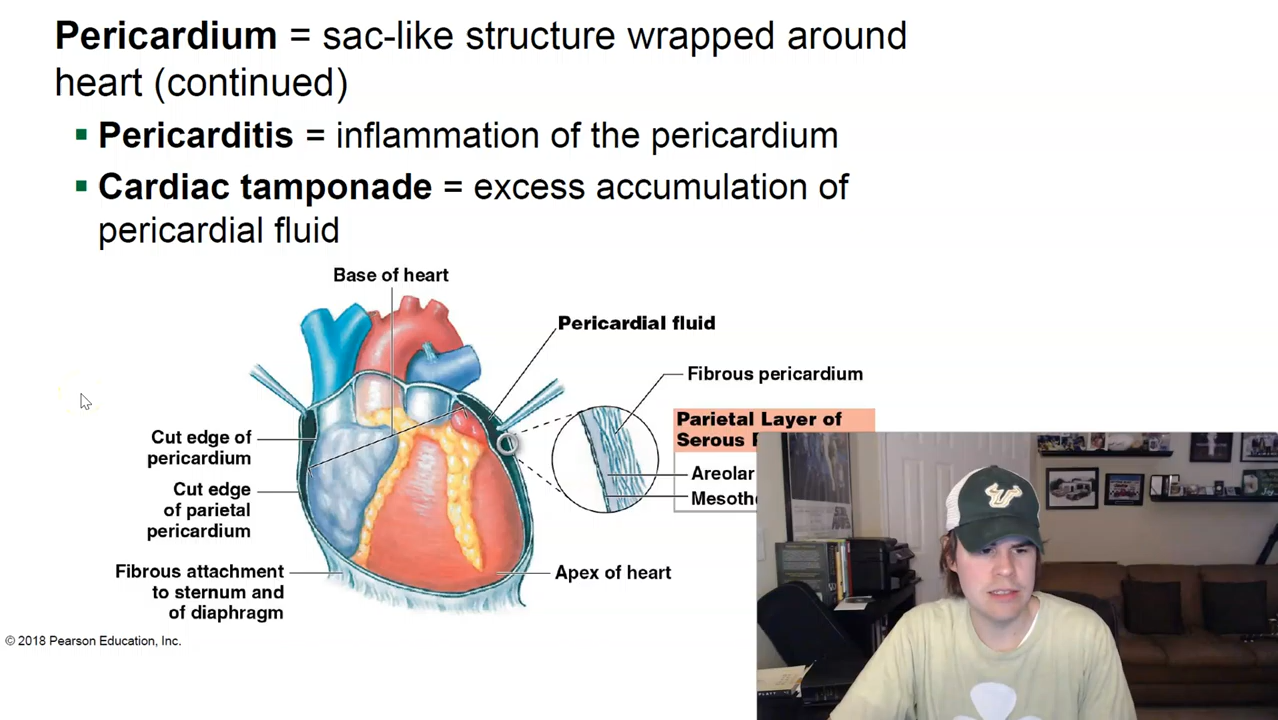 Pericardium = sac-like structure wrapped around
heart (continued)
▪ Pericarditis = inflammation of the pericardium
▪ Cardiac tamponade = excess accumulation of
pericardial fluid
Base of heart
Pericardial fluid
Fibrous pericardium
Parietal Layer of
Serous
Areolar
Cut edge of
pericardium
Cut edge
of parietal
pericardium
Fibrous attachment
to sternum and
of diaphragm
Apex of heart
© 2018 Pearson Education, Inc.